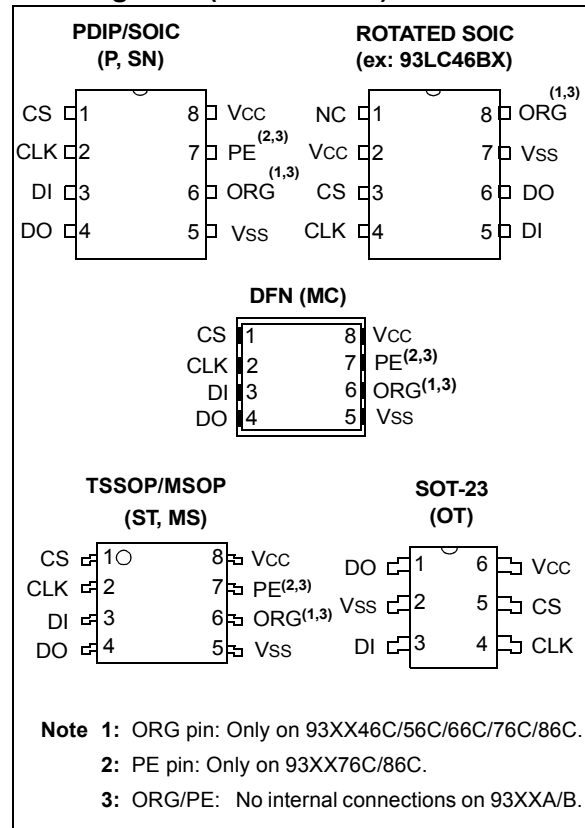 PDIP/SOIC
(P, SN)
CS 1 8 VCC
CLK 2 7 PE(2,3)
DI 3 6 ORG(1,3)
DO 4 5 VSS
ROTATED SOIC
(ex: 93LC46BX)
NC 1 8 ORG(1,3)
VCC 2 7 VSS
CS 3 6 DO
CLK 4 5 DI
DFN (MC)
CS 1 8 VCC
CLK 2 7 PE(2,3)
DI 3 6 ORG(1,3)
DO 4 5 VSS
TSSOP/MSOP
(ST, MS)
CS 1 8 VCC
CLK 2 7 PE(2,3)
DI 3 6 ORG(1,3)
DO 4 5 VSS
SOT-23
(OT)
DO 1 6 VCC
VSS 2 5 CS
DI 3 4 CLK
Note 1: ORG pin: Only on 93XX46C/56C/66C/76C/86C.
2: PE pin: Only on 93XX76C/86C.
3: ORG/PE: No internal connections on 93XXA/B.